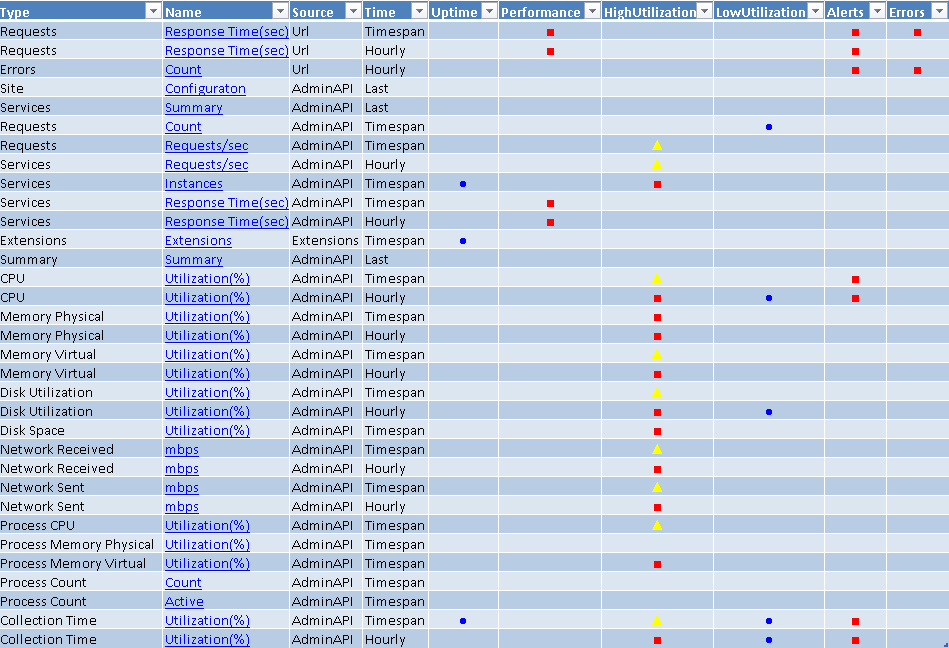 Type Name Source Time Uptime Performance HighUtilization LowUtilization Alerts Errors
Requests Response Time(sec) Url Timespan
Requests Response Time(sec) Url Hourly
Errors Count Url Hourly
Site Configuraton AdminAPI Last
Services Summary AdminAPI Last
Requests Count AdminAPI Timespan
Requests Requests/sec AdminAPI Timespan
Services Requests/sec AdminAPI Hourly
Services Instances AdminAPI Timespan
Services Response Time(sec) AdminAPI Timespan
Services Response Time(sec) AdminAPI Hourly
Extensions Extensions Extensions Timespan
Summary Summary AdminAPI Last
CPU Utilization(%) AdminAPI Timespan
CPU Utilization(%) AdminAPI Hourly
Memory Physical Utilization(%) AdminAPI Timespan
Memory Physical Utilization(%) AdminAPI Hourly
Memory Virtual Utilization(%) AdminAPI Timespan
Memory Virtual Utilization(%) AdminAPI Hourly
Disk Utilization Utilization(%) AdminAPI Timespan
Disk Utilization Utilization(%) AdminAPI Hourly
Disk Space Utilization(%) AdminAPI Timespan
Network Received mbps AdminAPI Timespan
Network Received mbps AdminAPI Hourly
Network Sent mbps AdminAPI Timespan
Network Sent mbps AdminAPI Hourly
Process CPU Utilization(%) AdminAPI Timespan
Process Memory Physical Utilization(%) AdminAPI Timespan
Process Memory Virtual Utilization(%) AdminAPI Timespan
Process Count Count AdminAPI Timespan
Process Count Active AdminAPI Timespan
Collection Time Utilization(%) AdminAPI Timespan
Collection Time Utilization(%) AdminAPI Hourly